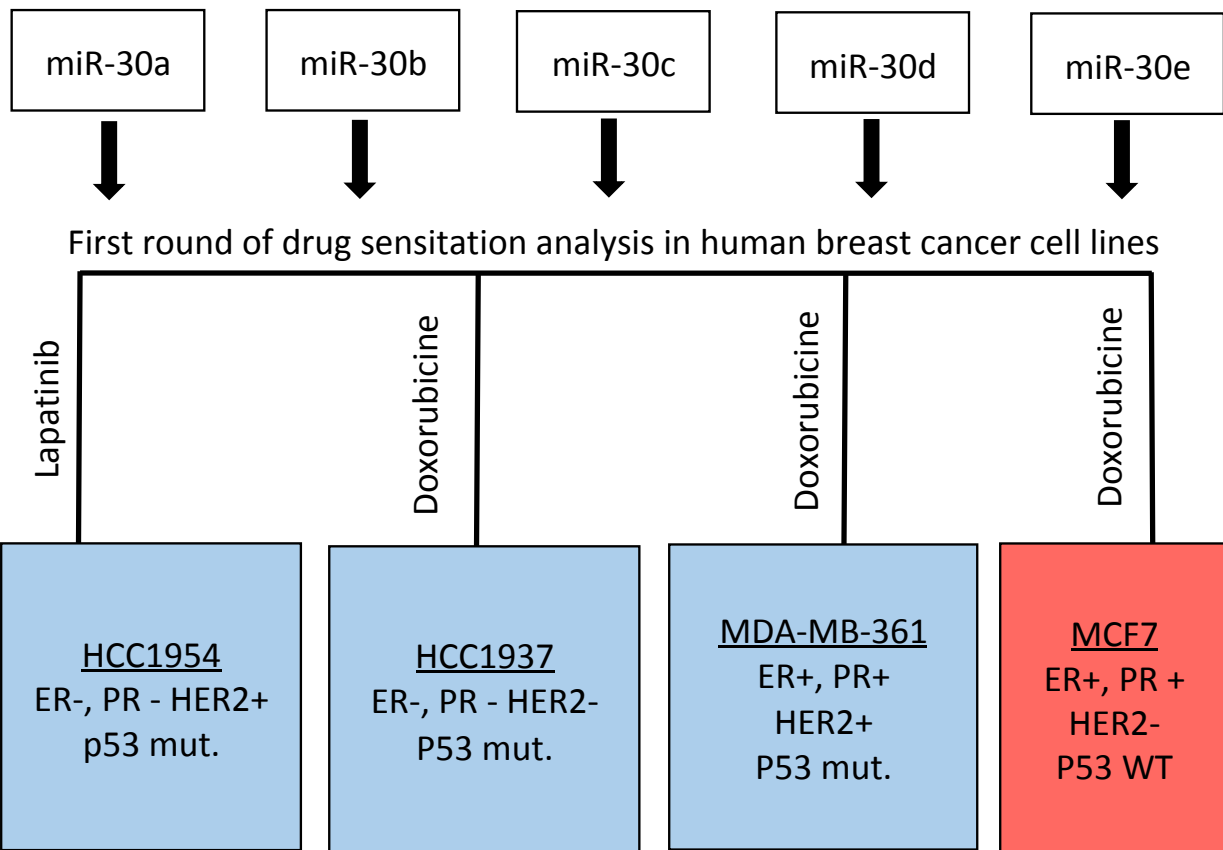 miR-30a
miR-30b
miR-30c
miR-30d
miR-30e
First round of drug sensitation analysis in human breast cancer cell lines
Lapatinib
Doxorubicine
Doxorubicine
Doxorubicine
HCC1954
ER-, PR - HER2+
p53 mut.
HCC1937
ER-, PR - HER2-
P53 mut.
MDA-MB-361
ER+, PR+
HER2+
P53 mut.
MCF7
ER+, PR +
HER2-
P53 WT